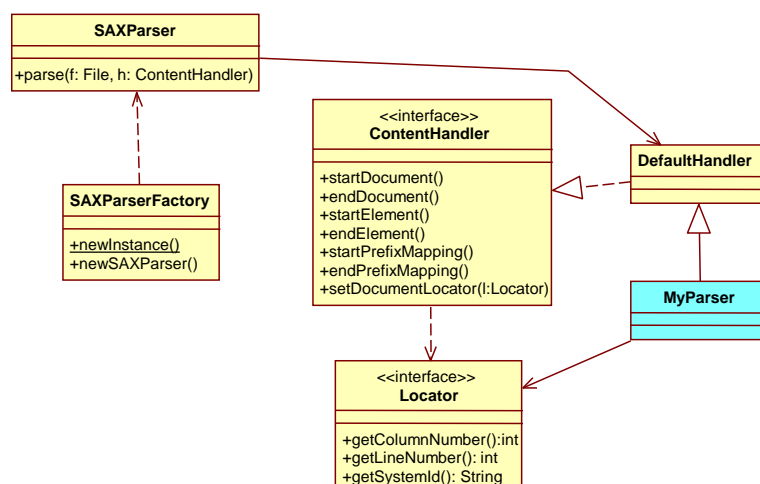 SAXParser
+parse(f: File, h: ContentHandler)
<<interface>>
ContentHandler
+startDocument()
+endDocument()
+startElement()
+endElement()
+startPrefixMapping()
+endPrefixMapping()
+setDocumentLocator(l:Locator)
DefaultHandler
SAXParserFactory
+newInstance()
+newSAXParser()
MyParser
<<interface>>
Locator
+getColumnNumber():int
+getLineNumber(): int
+getSystemId(): String